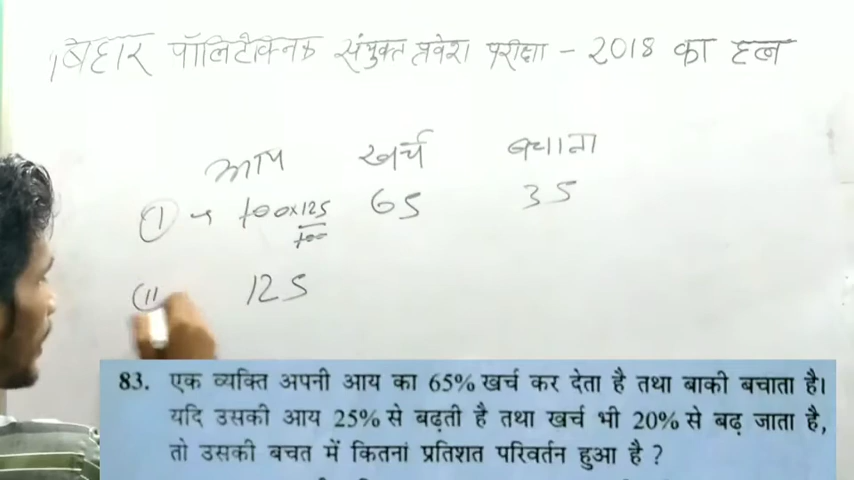 बिहार पॉलिटेक्निक संयुक्त प्रवेश परीक्षा - 2018 का हल
आय खर्च बचाता
(I) → 100×125/100 65 35
(II) 125
83. एक व्यक्ति अपनी आय का 65% खर्च कर देता है तथा बाकी बचाता है।
यदि उसकी आय 25% से बढ़ती है तथा खर्च भी 20% से बढ़ जाता है,
तो उसकी बचत में कितना प्रतिशत परिवर्तन हुआ है ?